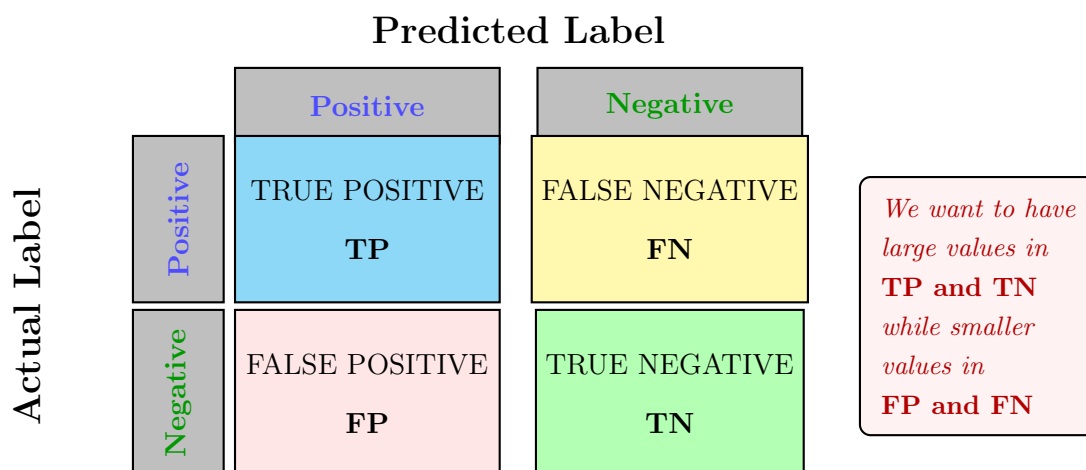 Predicted Label
Positive
Negative
Actual Label
Positive
TRUE POSITIVE
TP
FALSE NEGATIVE
FN
Negative
FALSE POSITIVE
FP
TRUE NEGATIVE
TN
We want to have
large values in
TP and TN
while smaller
values in
FP and FN